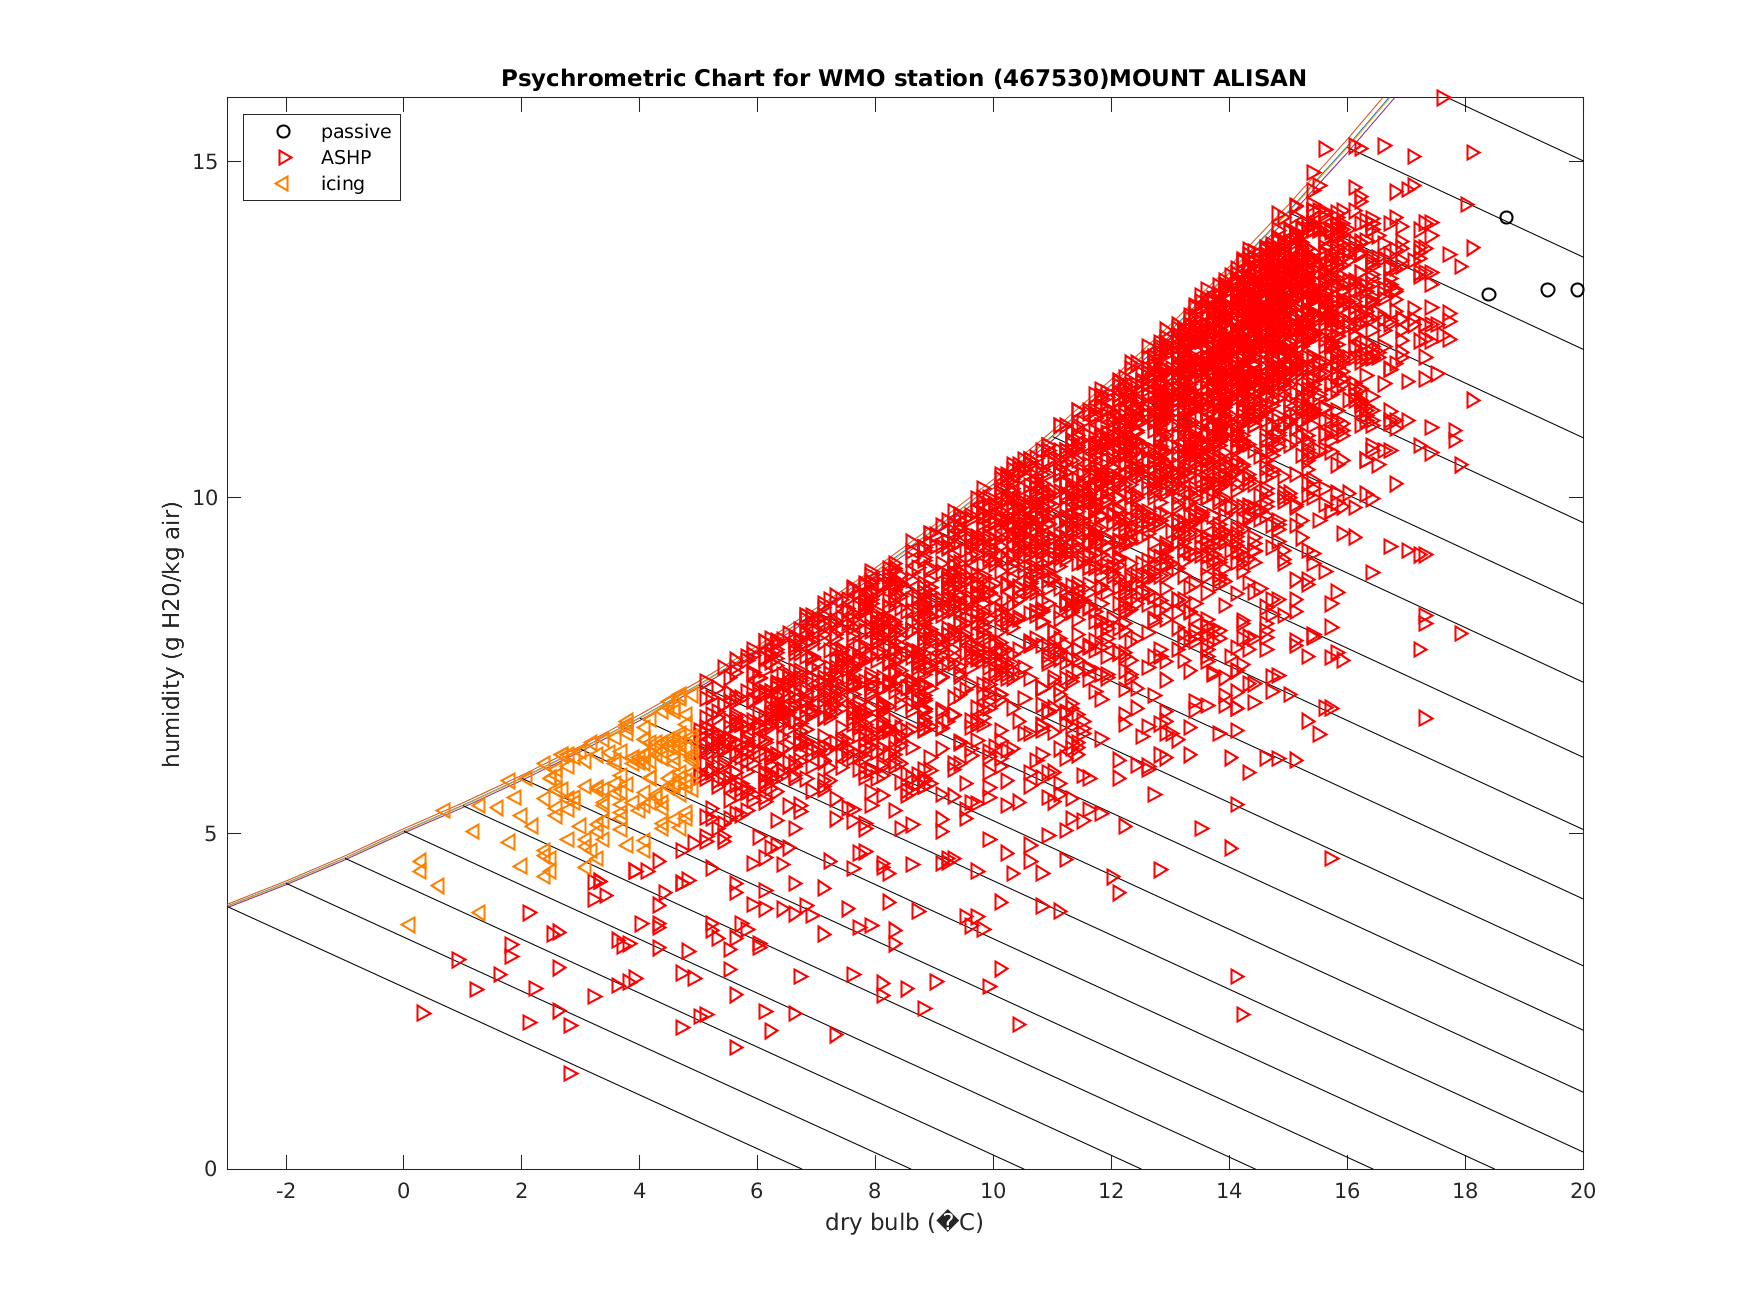 Psychrometric Chart for WMO station (467530)MOUNT ALISAN
passive
ASHP
icing
15
10
5
0
humidity (g H20/kg air)
-2 0 2 4 6 8 10 12 14 16 18 20
dry bulb (�C)